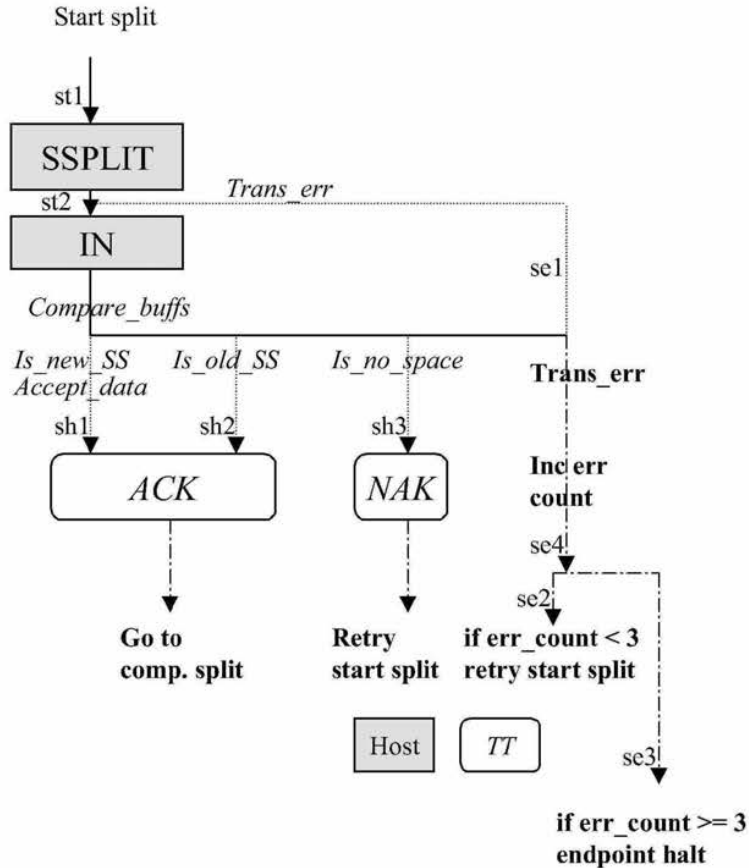 Start split
st1
SSPLIT
st2
Trans_err
IN
se1
Compare_buffs
Is_new_SS
Accept_data
Is_old_SS
Is_no_space
Trans_err
sh1
sh2
sh3
ACK
NAK
Inc err
count
se4
se2
Go to
comp. split
Retry
start split
if err_count < 3
retry start split
Host
TT
se3
if err_count >= 3
endpoint halt